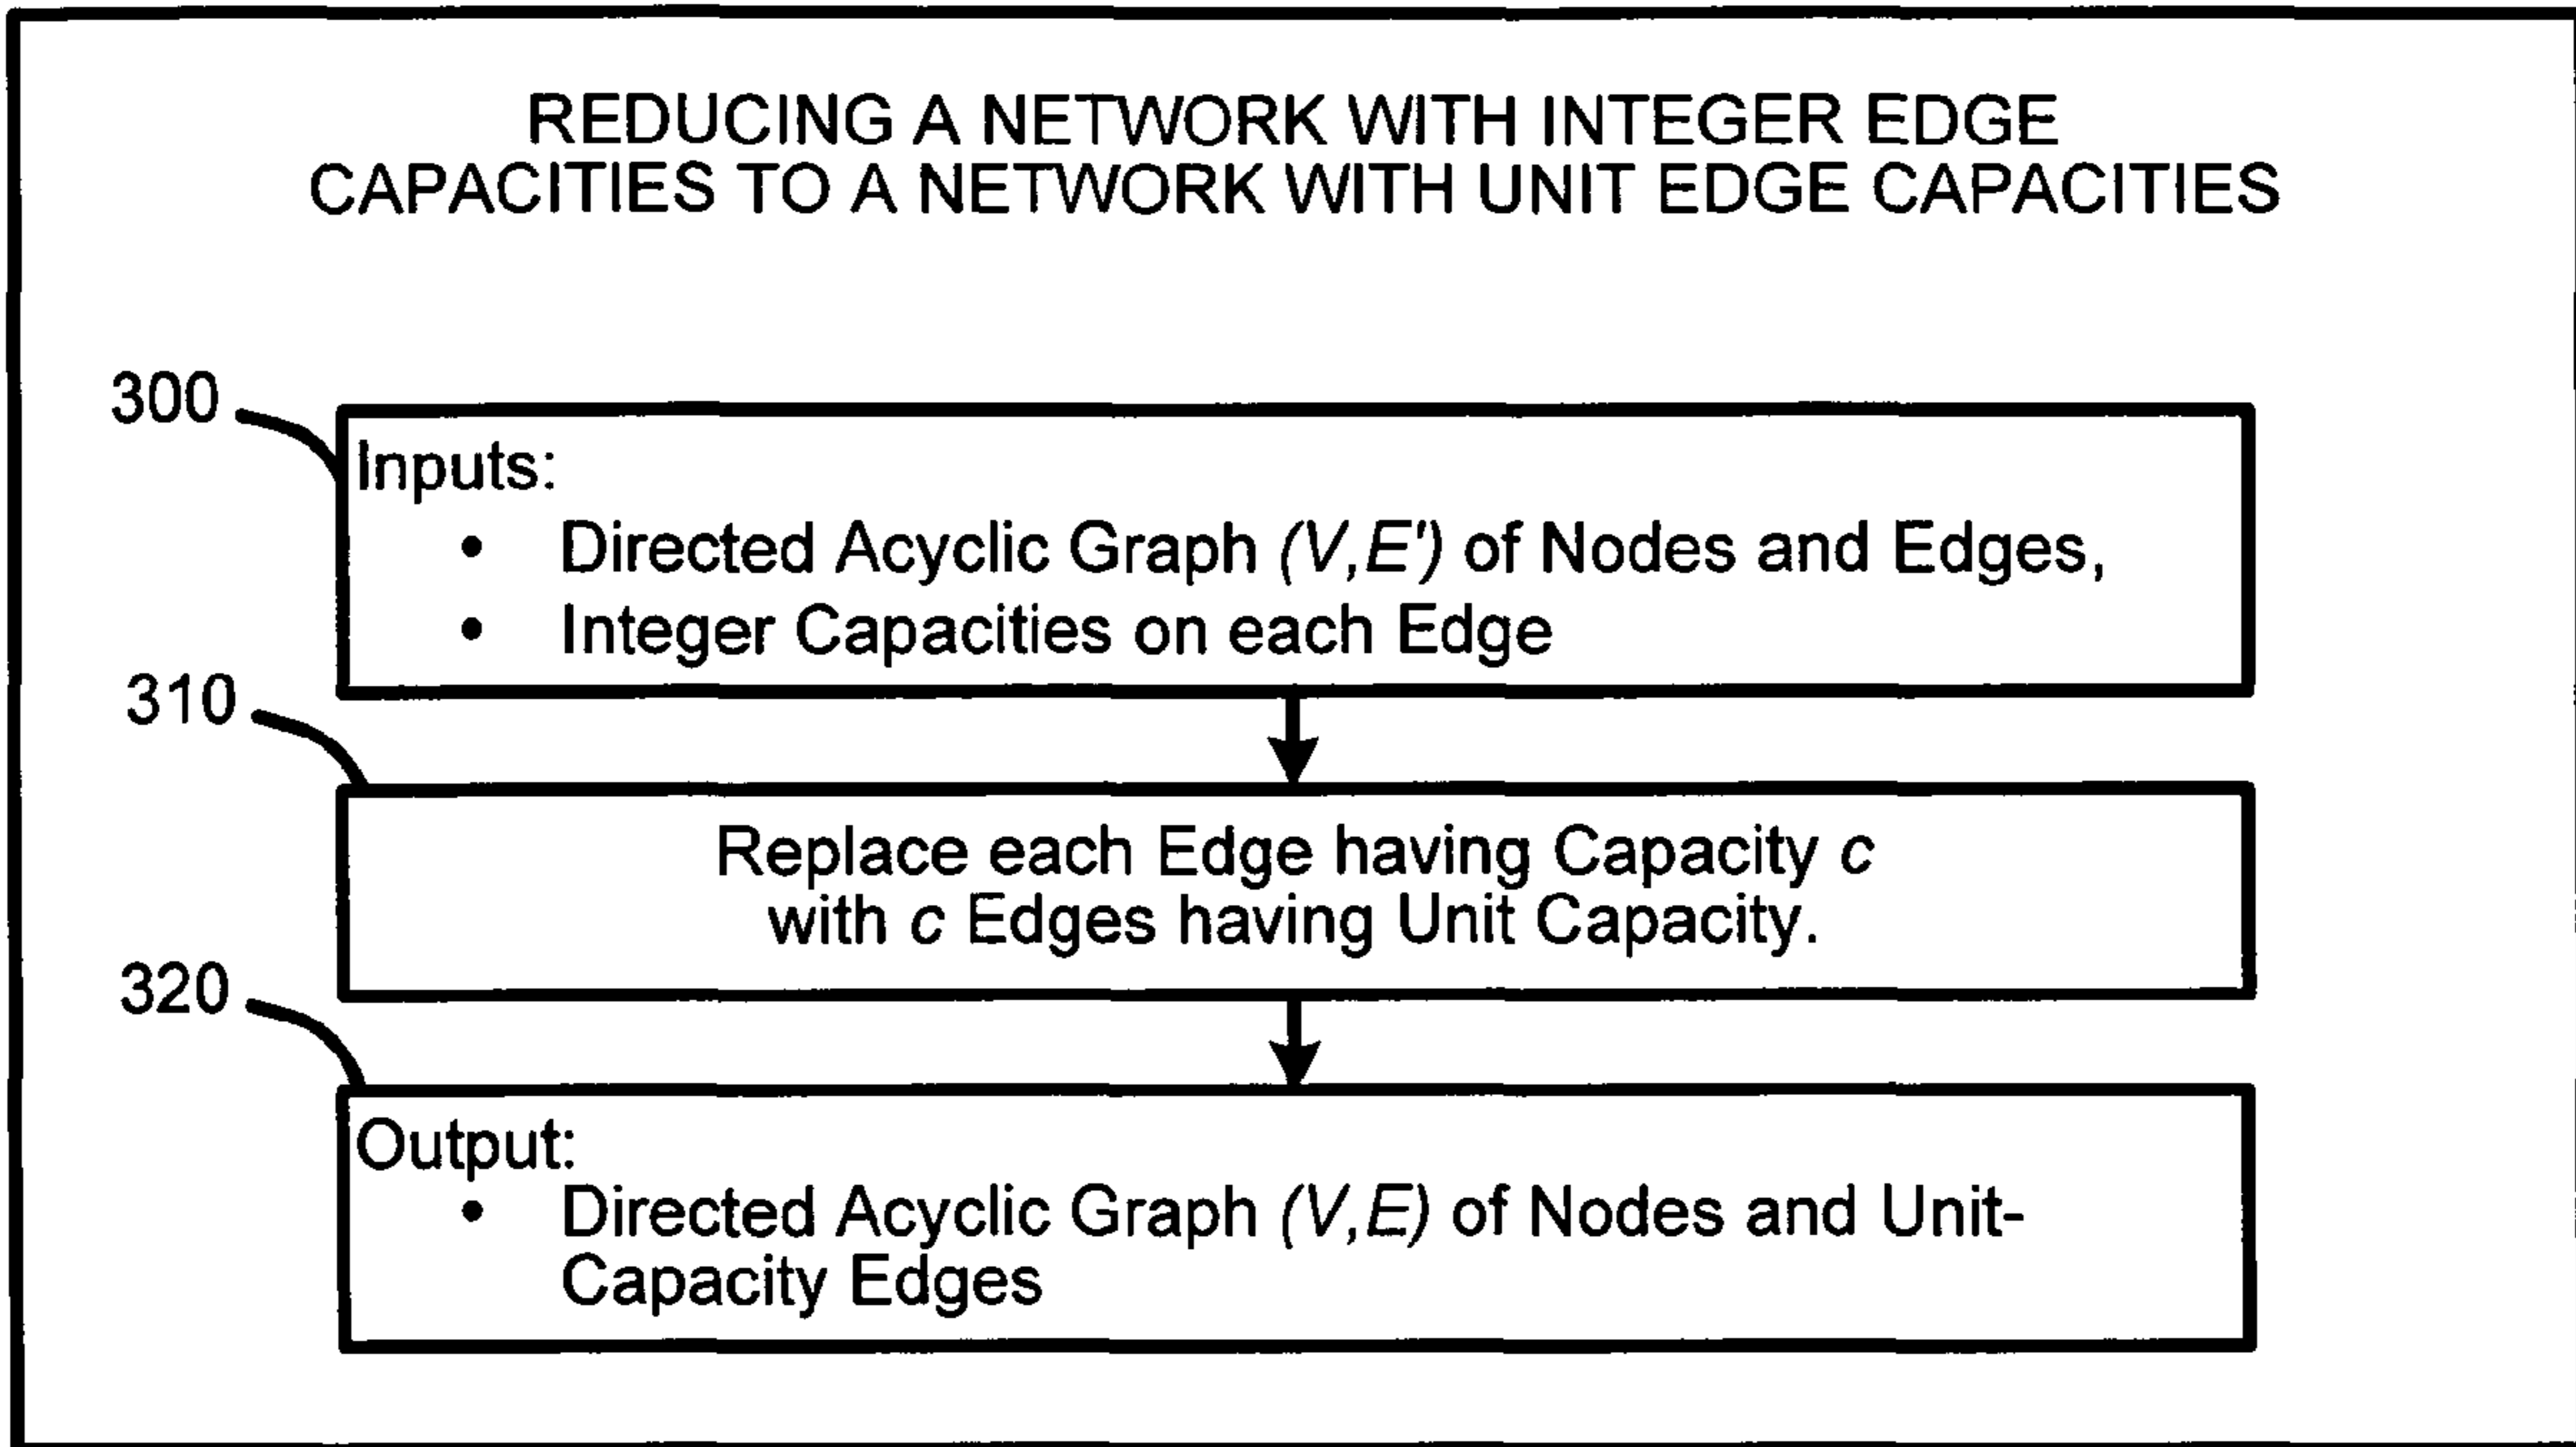 REDUCING A NETWORK WITH INTEGER EDGE
CAPACITIES TO A NETWORK WITH UNIT EDGE CAPACITIES
300
Inputs:
• Directed Acyclic Graph (V,E') of Nodes and Edges,
• Integer Capacities on each Edge
310
Replace each Edge having Capacity c
with c Edges having Unit Capacity.
320
Output:
• Directed Acyclic Graph (V,E) of Nodes and Unit-
Capacity Edges